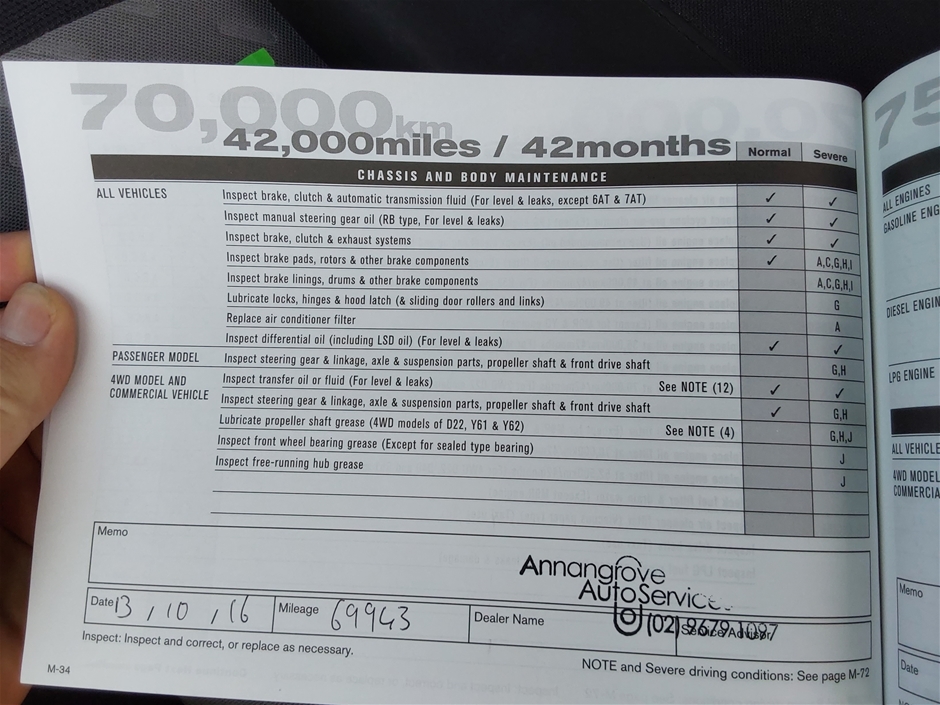 70,000km
42,000miles / 42months
Normal Severe
CHASSIS AND BODY MAINTENANCE
ALL VEHICLES
Inspect brake, clutch & automatic transmission fluid (For level & leaks, except 6AT & 7AT) ✓ ✓
Inspect manual steering gear oil (RB type, For level & leaks) ✓ ✓
Inspect brake, clutch & exhaust systems ✓ ✓
Inspect brake pads, rotors & other brake components ✓ A,C,G,H,I
Inspect brake linings, drums & other brake components A,C,G,H,I
Lubricate locks, hinges & hood latch (& sliding door rollers and links) G
Replace air conditioner filter A
Inspect differential oil (including LSD oil) (For level & leaks) ✓ ✓
PASSENGER MODEL Inspect steering gear & linkage, axle & suspension parts, propeller shaft & front drive shaft G,H
4WD MODEL AND
COMMERCIAL VEHICLE
Inspect transfer oil or fluid (For level & leaks) See NOTE (12) ✓ ✓
Inspect steering gear & linkage, axle & suspension parts, propeller shaft & front drive shaft ✓ G,H
Lubricate propeller shaft grease (4WD models of D22, Y61 & Y62) See NOTE (4) G,H,J
Inspect front wheel bearing grease (Except for sealed type bearing) J
Inspect free-running hub grease J
Memo
Annangrove
AutoServices
(02) 9679 1097
Date 13 / 10 / 16 Mileage 69943 Dealer Name Service Advisor
Inspect: Inspect and correct, or replace as necessary.
NOTE and Severe driving conditions: See page M-72
M-34
75
ALL ENGINES
GASOLINE ENG
DIESEL ENGIN
LPG ENGINE
ALL VEHICLE
4WD MODEL
COMMERCIA
Memo
Date